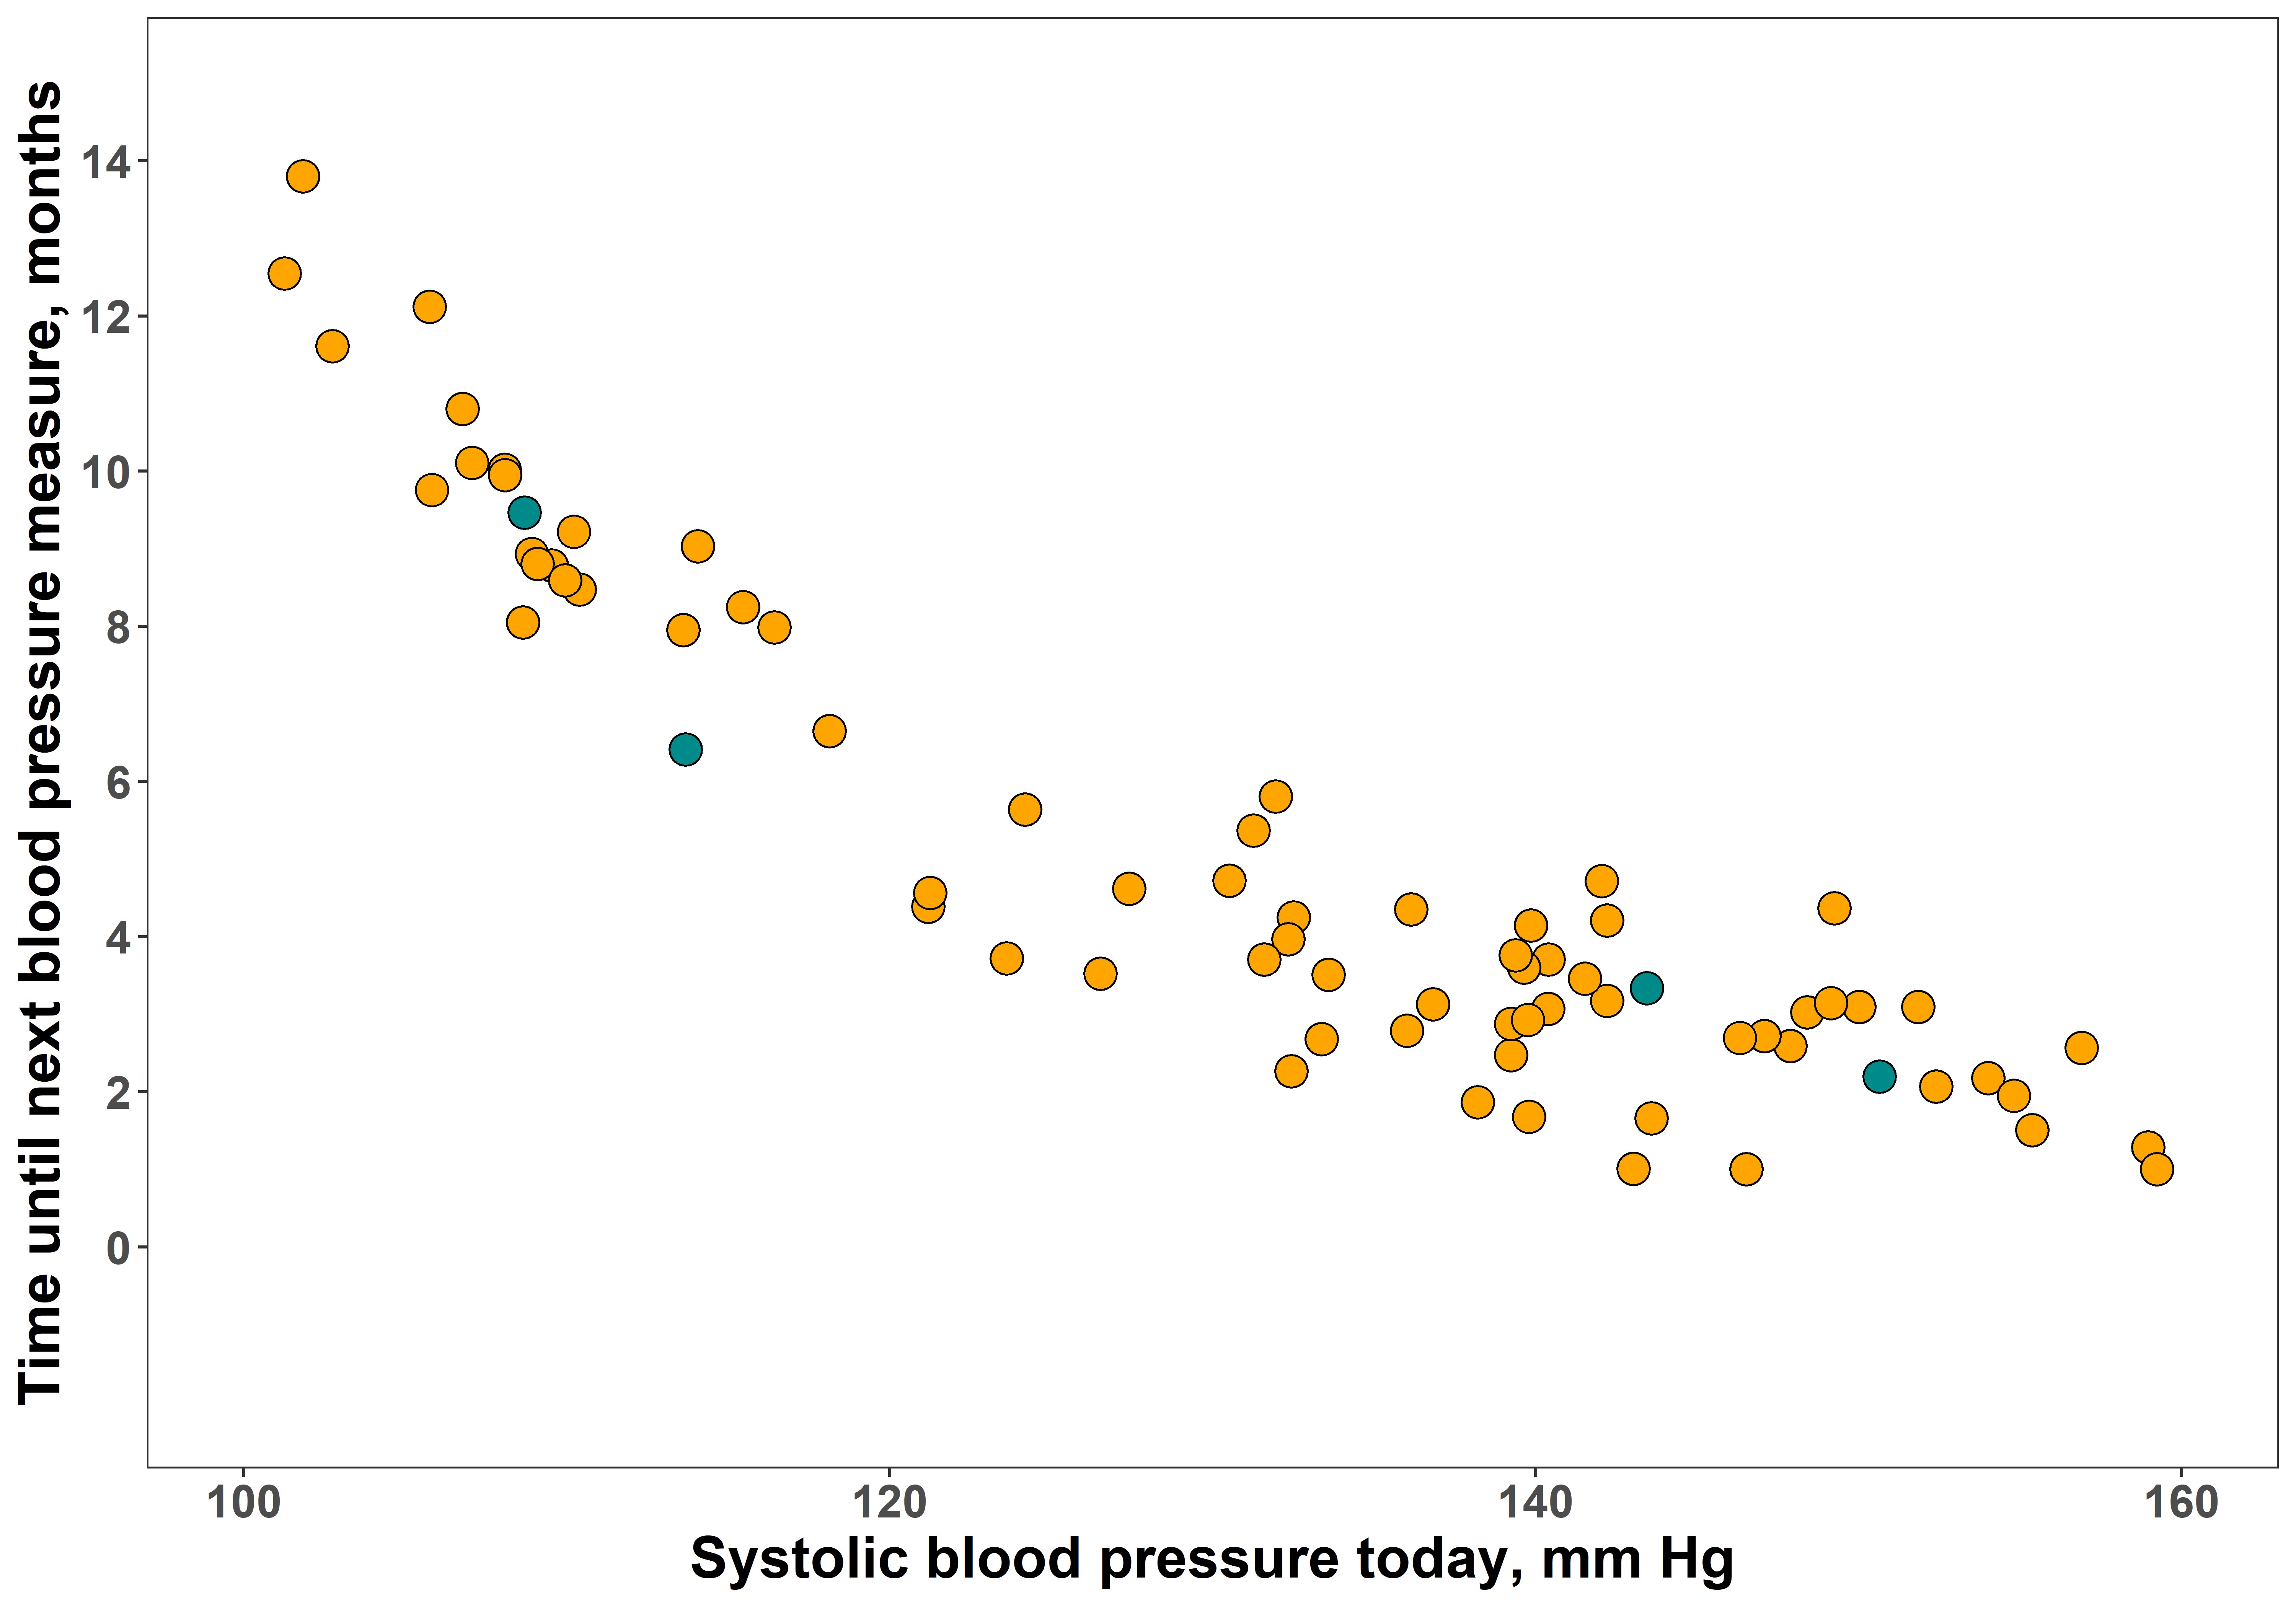 Time until next blood pressure measure, months
14
12
10
8
6
4
2
0
100 120 140 160
Systolic blood pressure today, mm Hg